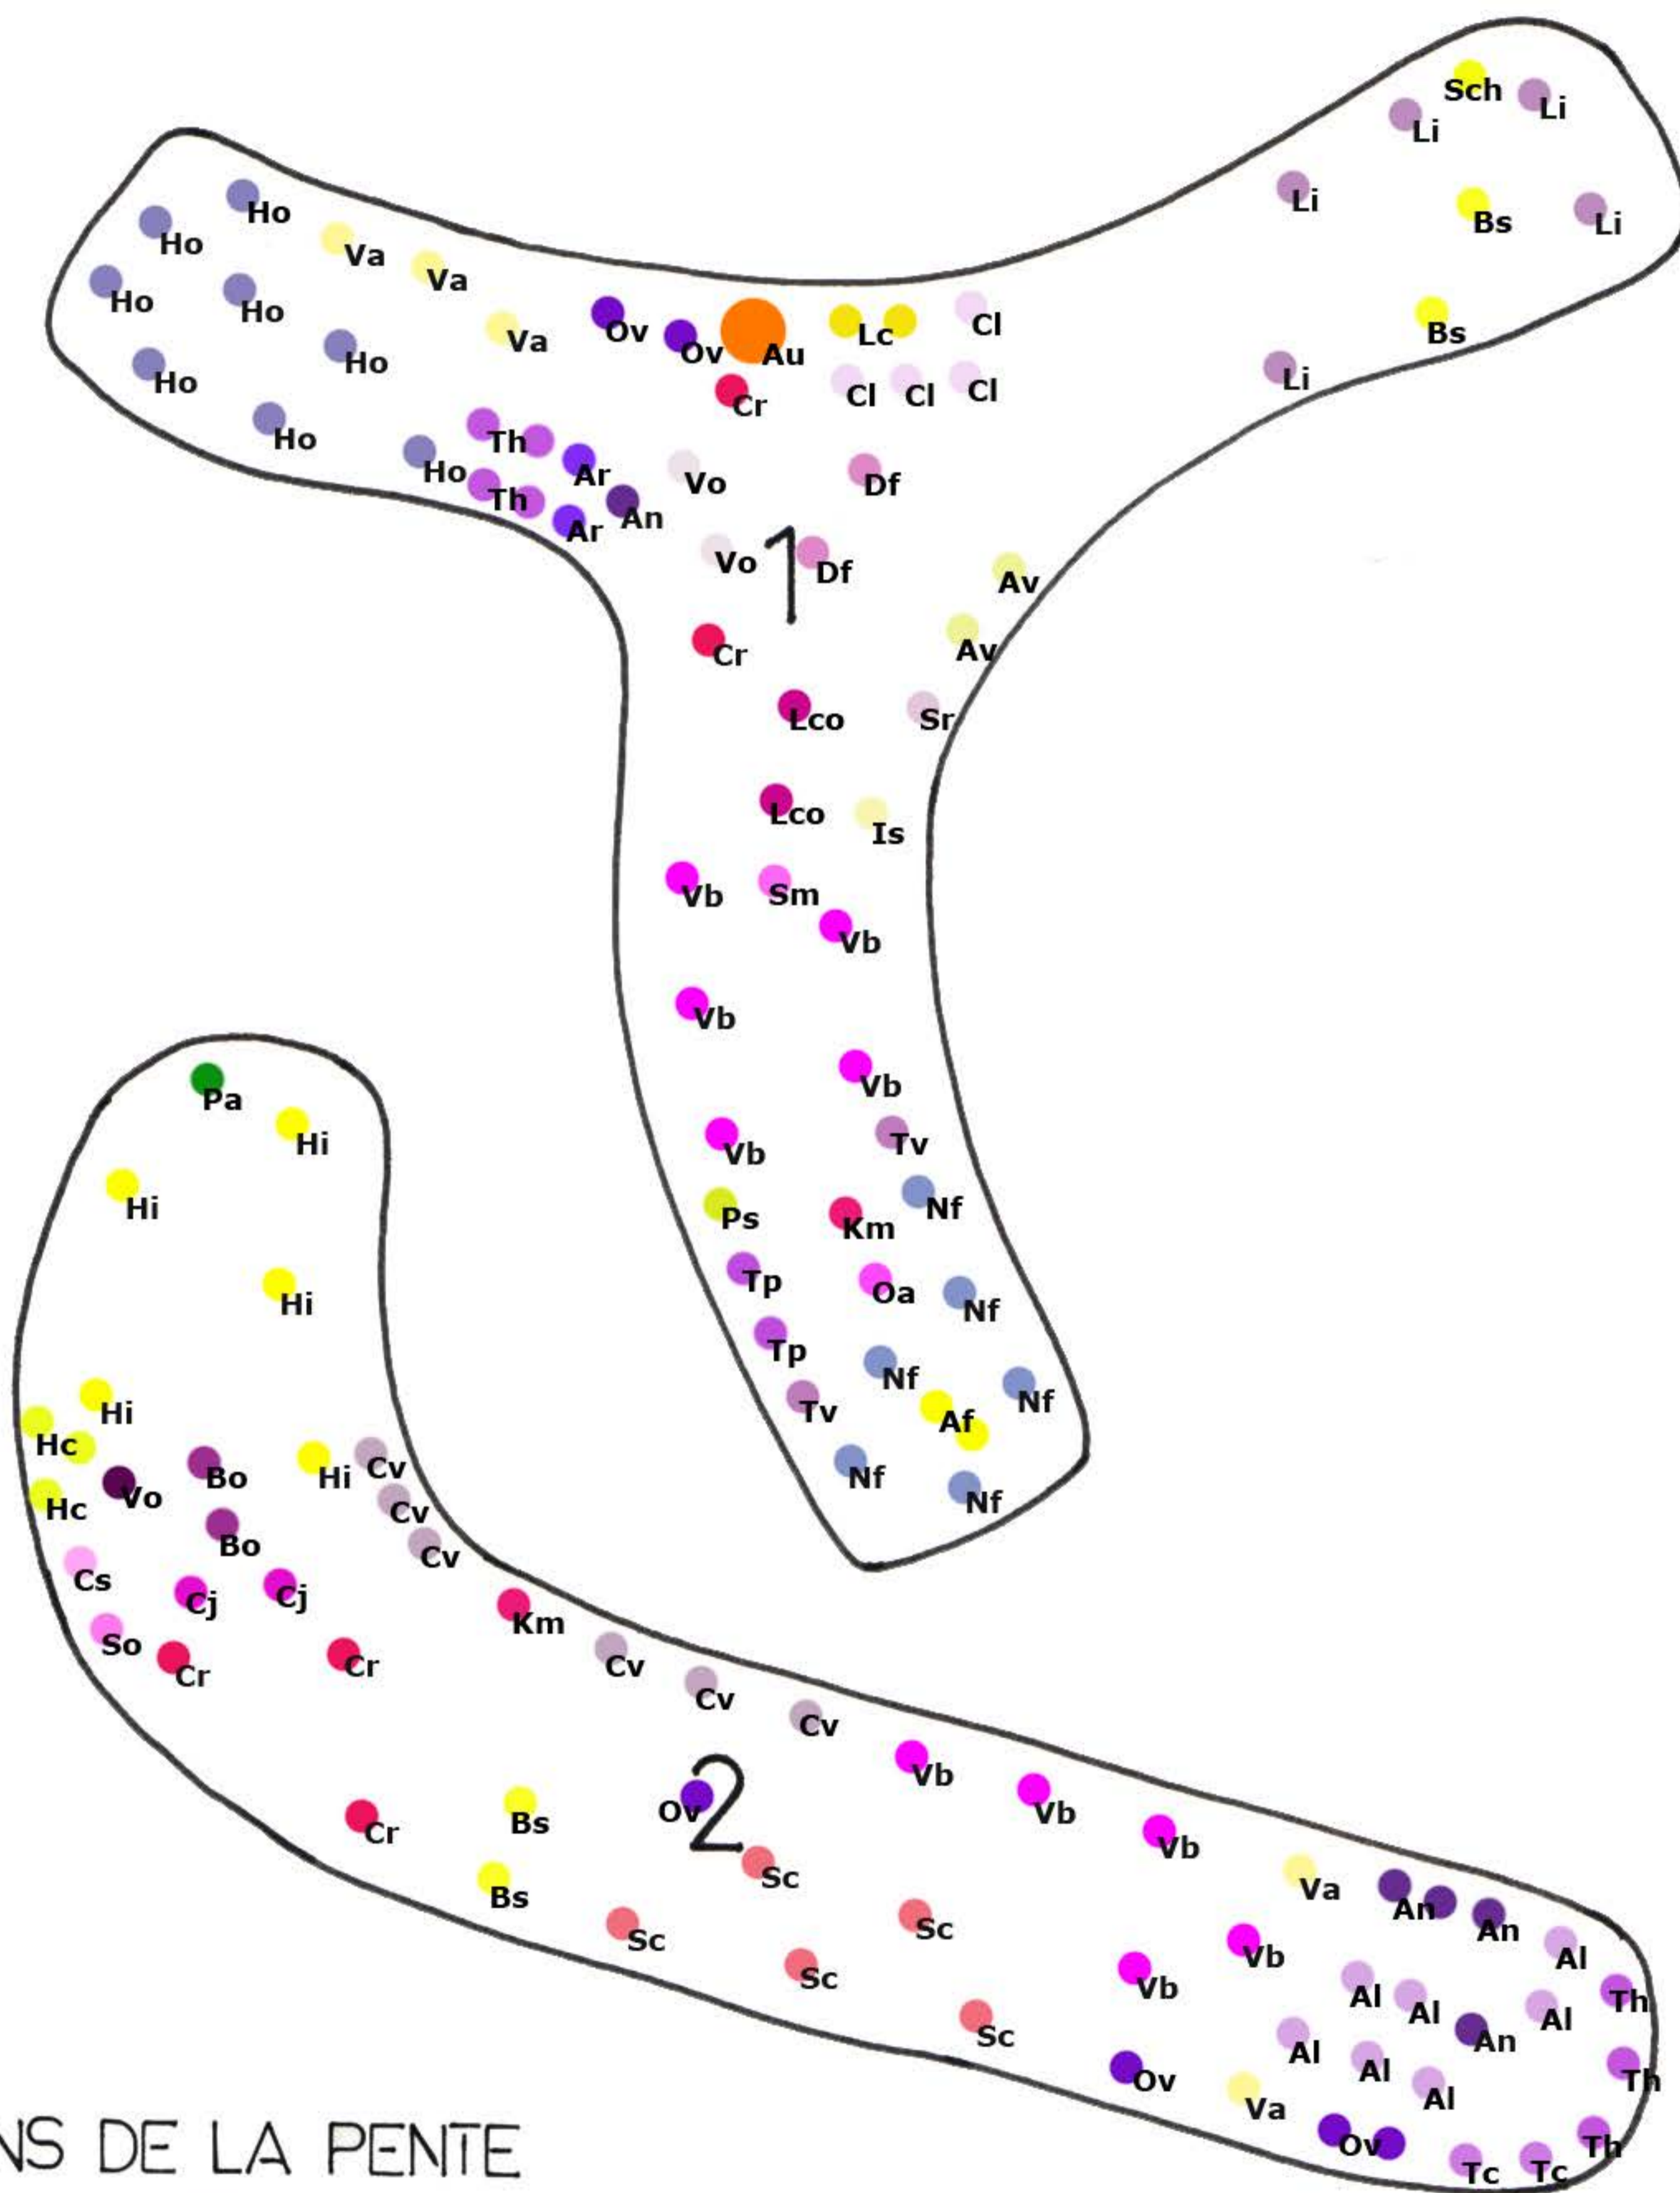 Sch
Li Li
Li Bs Li
Ho Ho
Va Va
Ho Ho
Va Ov Ov Au Lc Cl
Bs
Ho Ho
Cr Cl Cl Cl
Li
Ho Th
Ho Ar Vo Df
Th An
Ar
Vo 1 Df Av
Cr Av
Lco Sr
Lco Is
Vb Sm
Vb
Vb
Vb
Vb Tv
Ps Km Nf
Tp Oa Nf
Tp Nf Nf
Tv Af
Nf Nf
Pa
Hi
Hi
Hi
Hi
Hc Bo Hi Cv
Hc Vo Cv
Bo Cv
Cs Cj Cj
So Km
Cr Cr Cv
Cv
Cv
Vb
Vb
Cr Bs Ov 2 Vb
Bs Sc Va An
Sc Sc An
Sc Vb Vb Al
Al Al Al Th
Sc Al An
Ov Al Al Th
Va
Ov Th
Tc Tc
NS DE LA PENTE